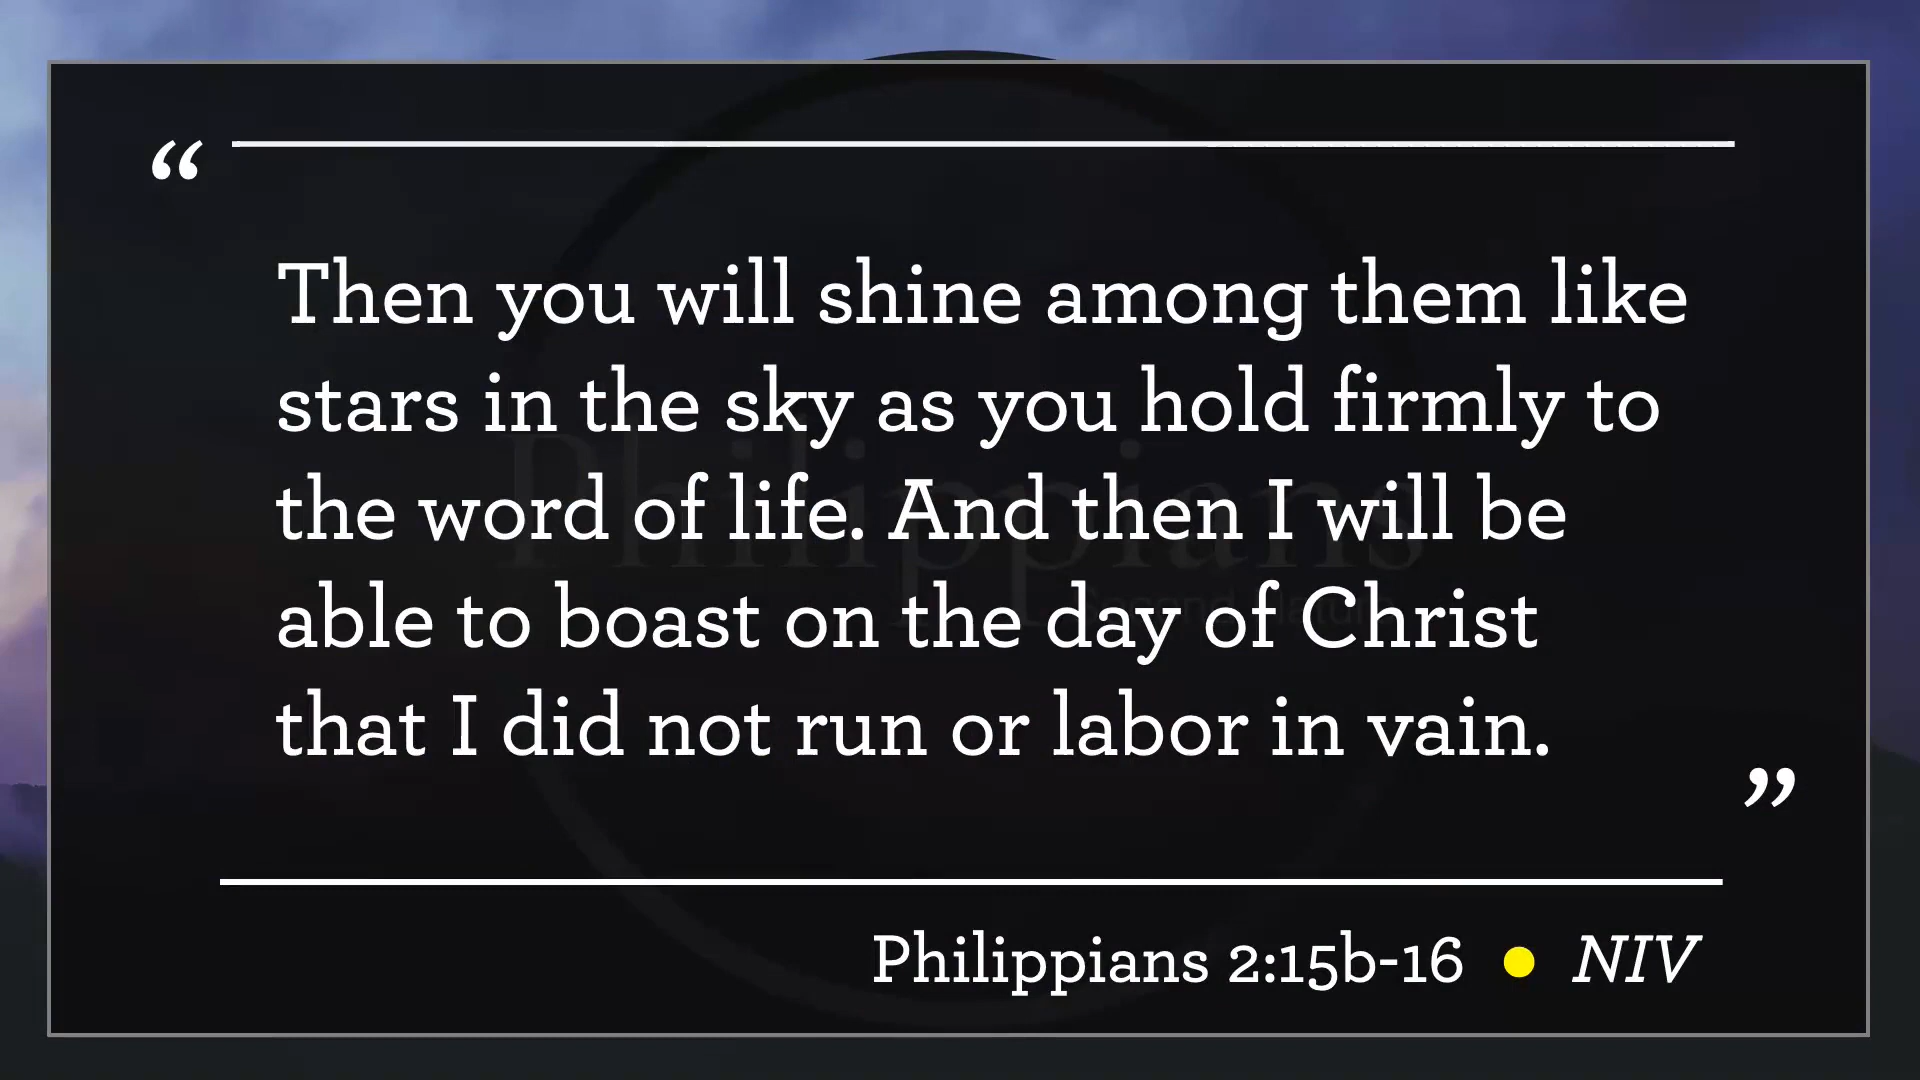 “
Then you will shine among them like
stars in the sky as you hold firmly to
the word of life. And then I will be
able to boast on the day of Christ
that I did not run or labor in vain.
”
Philippians 2:15b-16 ● NIV
Philippians